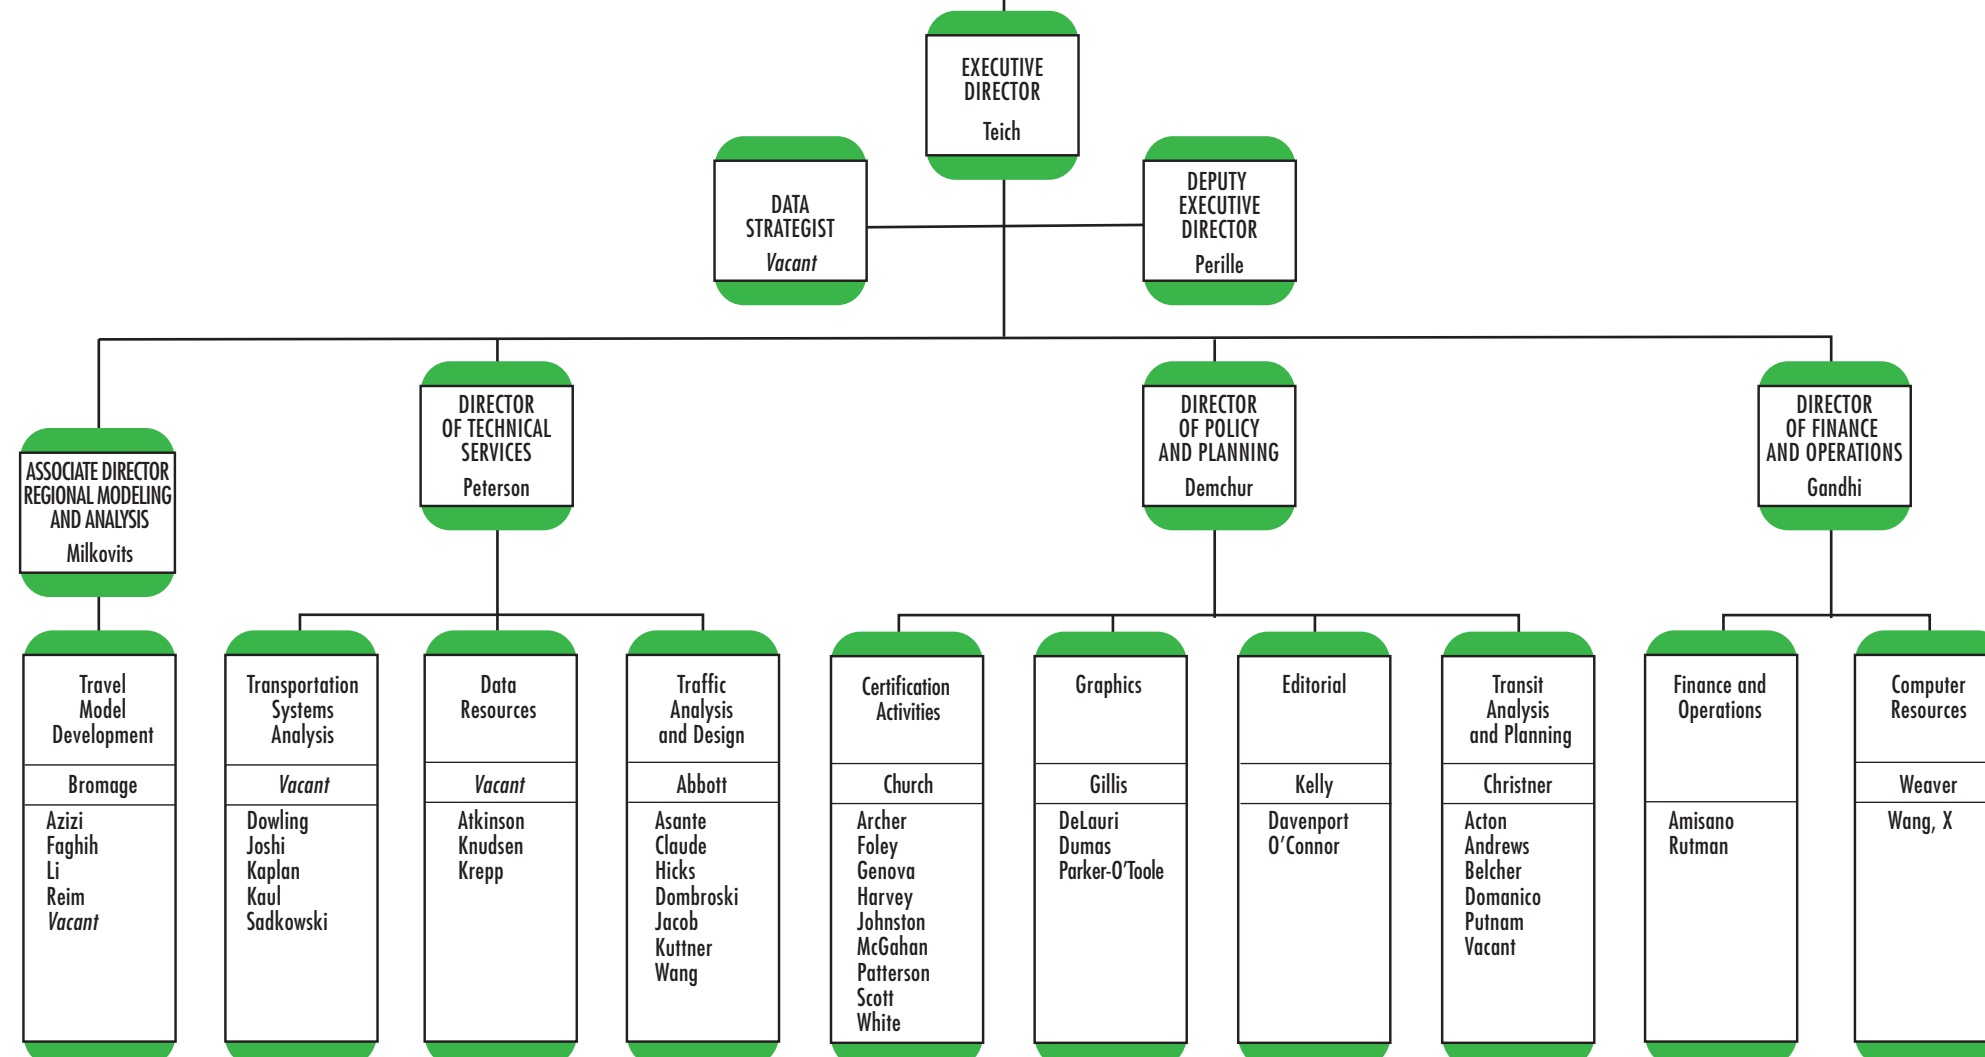 EXECUTIVE
DIRECTOR
Teich
DATA
STRATEGIST
Vacant
DEPUTY
EXECUTIVE
DIRECTOR
Perille
ASSOCIATE DIRECTOR
REGIONAL MODELING
AND ANALYSIS
Milkovits
DIRECTOR
OF TECHNICAL
SERVICES
Peterson
DIRECTOR
OF POLICY
AND PLANNING
Demchur
DIRECTOR
OF FINANCE
AND OPERATIONS
Gandhi
Travel
Model
Development
Bromage
Azizi
Faghih
Li
Reim
Vacant
Transportation
Systems
Analysis
Vacant
Dowling
Joshi
Kaplan
Kaul
Sadkowski
Data
Resources
Vacant
Atkinson
Knudsen
Krepp
Traffic
Analysis
and Design
Abbott
Asante
Claude
Hicks
Dombroski
Jacob
Kuttner
Wang
Certification
Activities
Church
Archer
Foley
Genova
Harvey
Johnston
McGahan
Patterson
Scott
White
Graphics
Gillis
DeLauri
Dumas
Parker-O'Toole
Editorial
Kelly
Davenport
O'Connor
Transit
Analysis
and Planning
Christner
Acton
Andrews
Belcher
Domanico
Putnam
Vacant
Finance and
Operations
Amisano
Rutman
Computer
Resources
Weaver
Wang, X